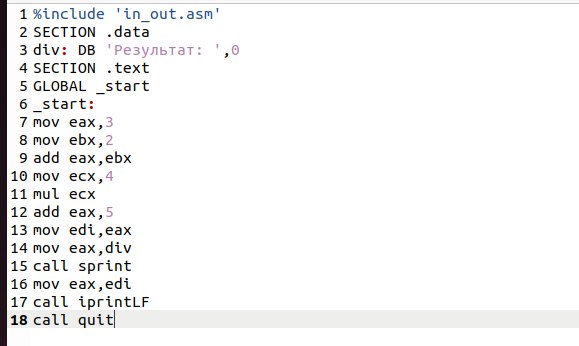 1 %include 'in_out.asm'
2 SECTION .data
3 div: DB 'Результат: ',0
4 SECTION .text
5 GLOBAL _start
6 _start:
7 mov eax,3
8 mov ebx,2
9 add eax,ebx
10 mov ecx,4
11 mul ecx
12 add eax,5
13 mov edi,eax
14 mov eax,div
15 call sprint
16 mov eax,edi
17 call iprintLF
18 call quit